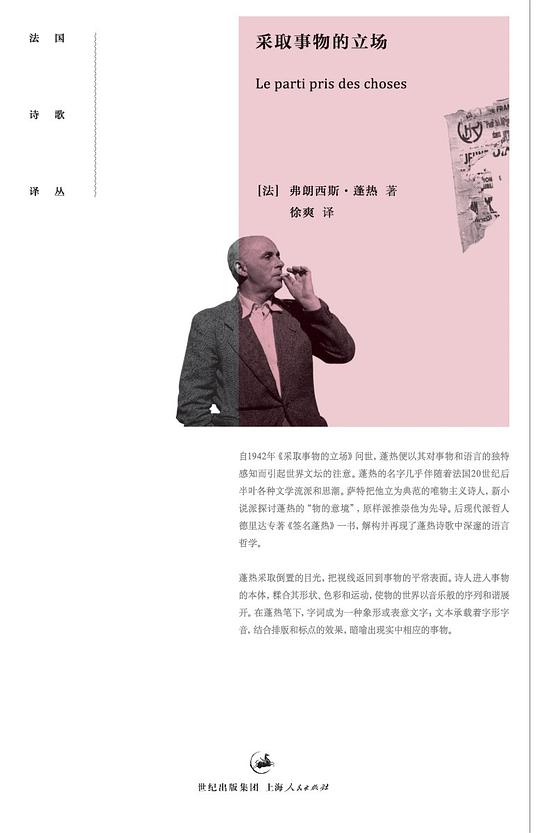 法国
诗歌
译丛
采取事物的立场
Le parti pris des choses
[法] 弗朗西斯·蓬热 著
徐爽 译
自1942年《采取事物的立场》问世，蓬热便以其对事物和语言的独特
感知而引起世界文坛的注意。蓬热的名字几乎伴随着法国20世纪后
半叶各种文学流派和思潮。萨特把他立为典范的唯物主义诗人，新小
说派探讨蓬热的“物的意境”，原样派推崇他为先导。后现代派哲人
德里达专著《签名蓬热》一书，解构并再现了蓬热诗歌中深邃的语言
哲学。
蓬热采取倒置的目光，把视线返回到事物的平常表面。诗人进入事物
的本体，糅合其形状、色彩和运动，使物的世界以音乐般的序列和谐展
开。在蓬热笔下，字词成为一种象形或表意文字；文本承载着字形字
音，结合排版和标点的效果，暗喻出现实中相应的事物。
世纪出版集团 上海人民出版社